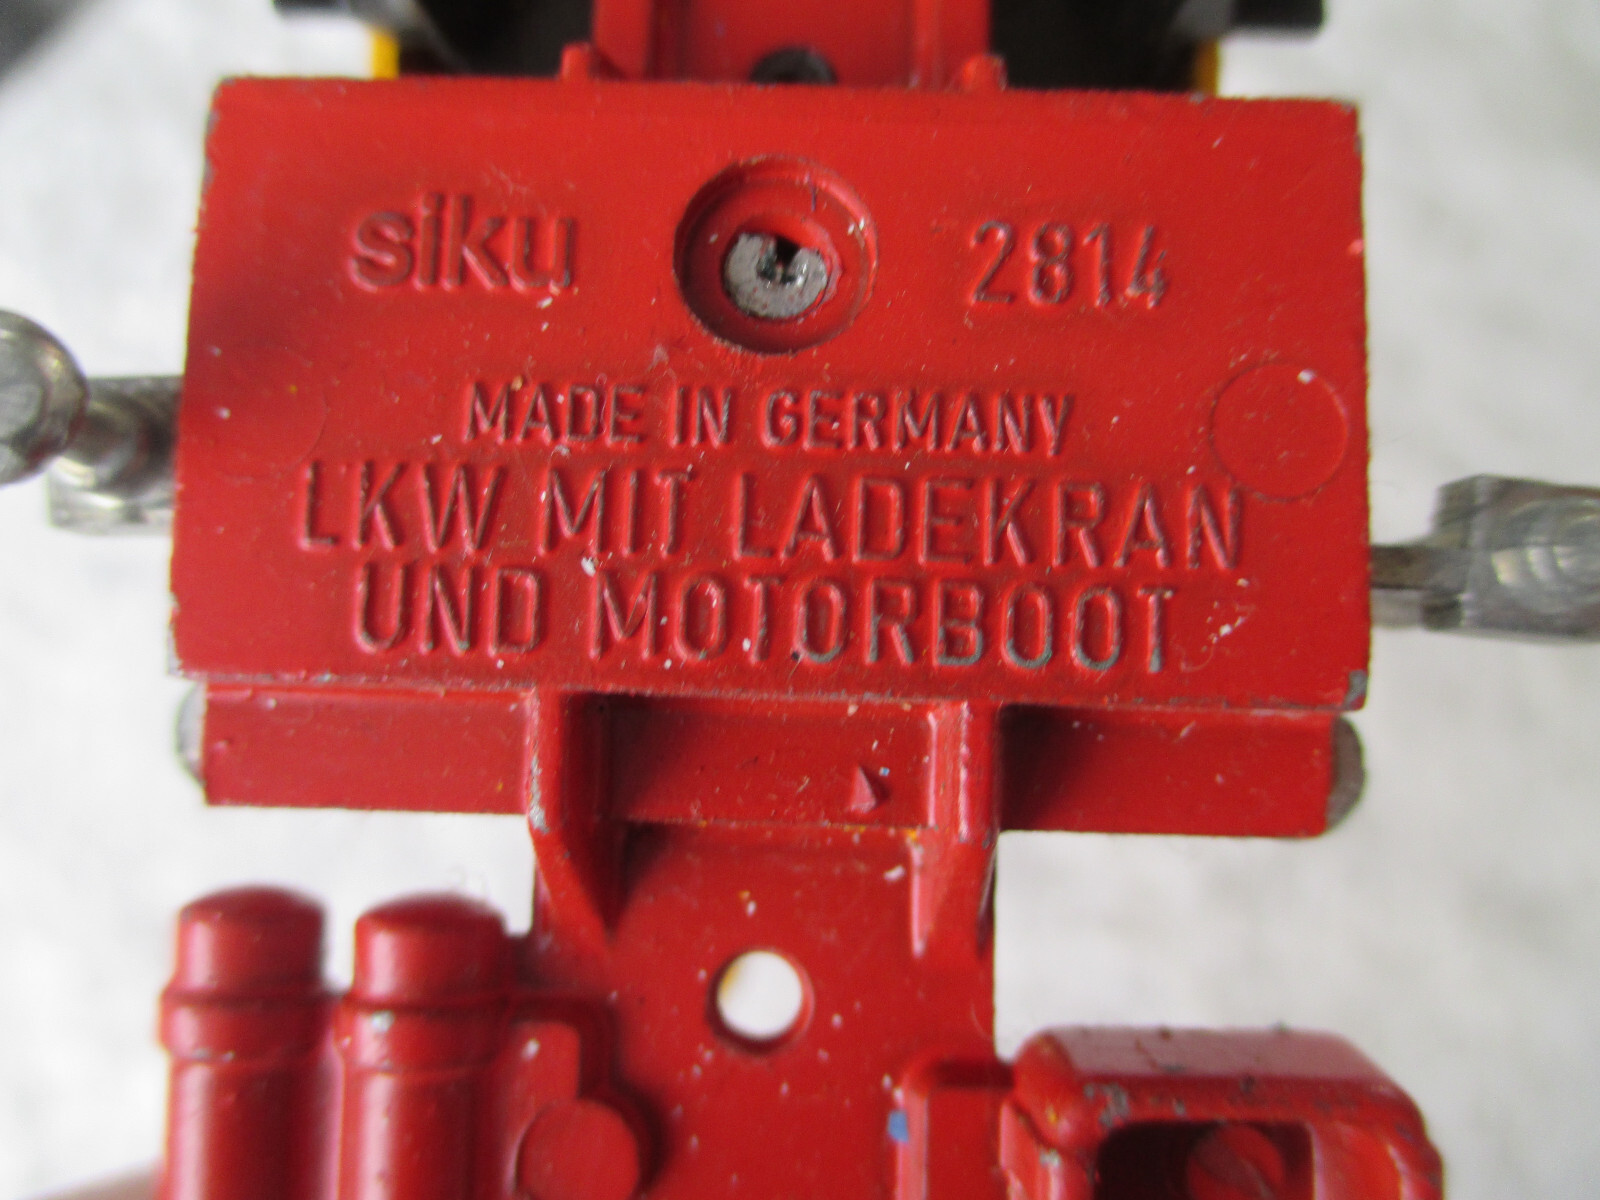 siku 2814
MADE IN GERMANY
LKW MIT LADEKRAN
UND MOTORBOOT